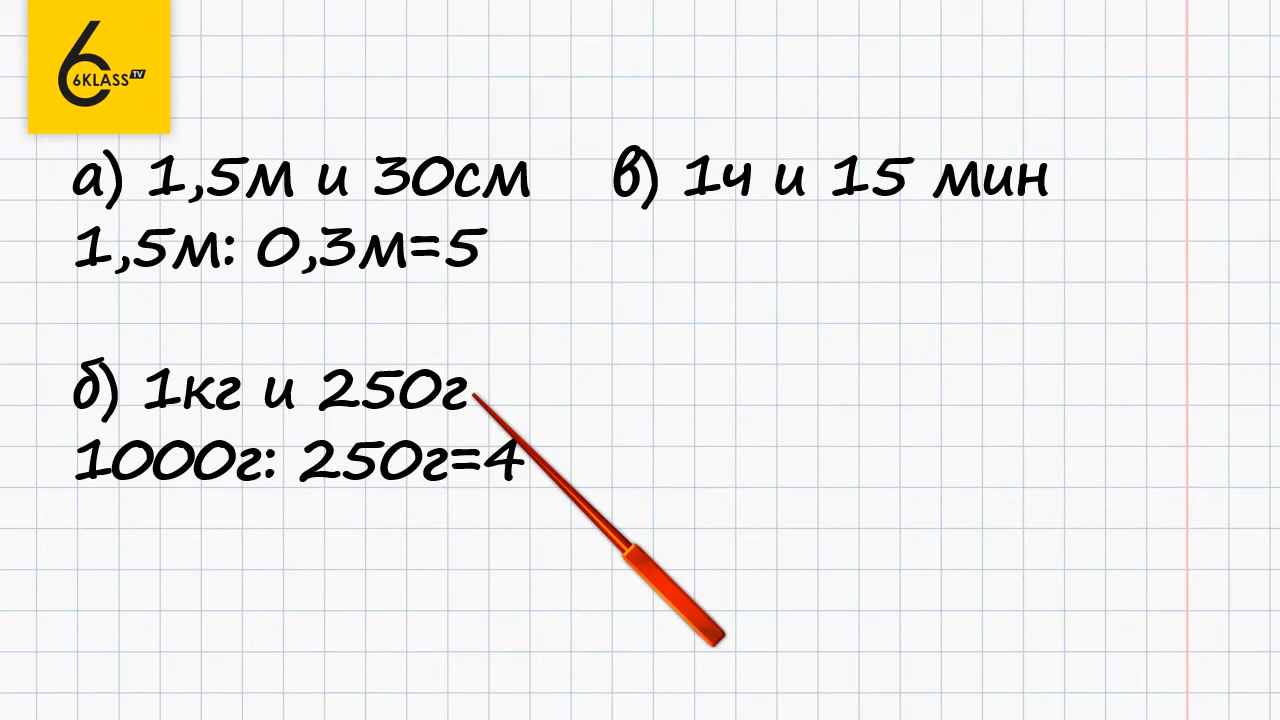 6KLASS TV
а) 1,5м и 30см
1,5м: 0,3м=5
б) 1кг и 250г
1000г: 250г=4
в) 1ч и 15 мин